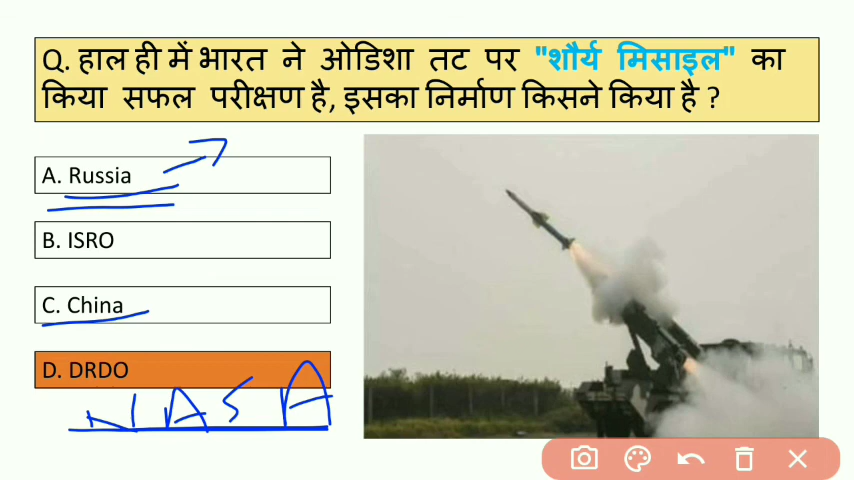 Q. हाल ही में भारत ने ओडिशा तट पर "शौर्य मिसाइल" का
किया सफल परीक्षण है, इसका निर्माण किसने किया है ?
A. Russia
B. ISRO
C. China
D. DRDO
NASA